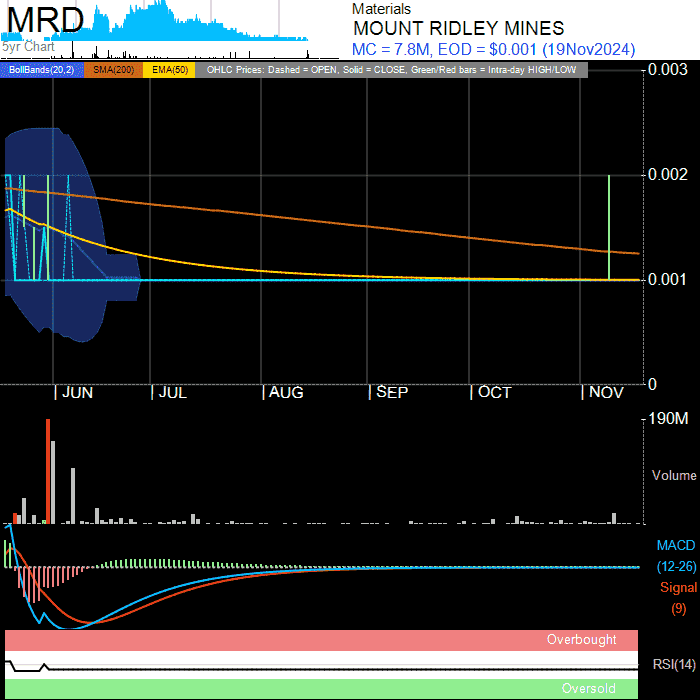 MRD
5yr Chart
Materials
MOUNT RIDLEY MINES
MC = 7.8M, EOD = $0.001 (19Nov2024)
BollBands(20,2) SMA(200) EMA(50) OHLC Prices: Dashed = OPEN, Solid = CLOSE, Green/Red bars = Intra-day HIGH/LOW
0.003
0.002
0.001
0
JUN JUL AUG SEP OCT NOV
190M
Volume
MACD
(12-26)
Signal
(9)
Overbought
RSI(14)
Oversold